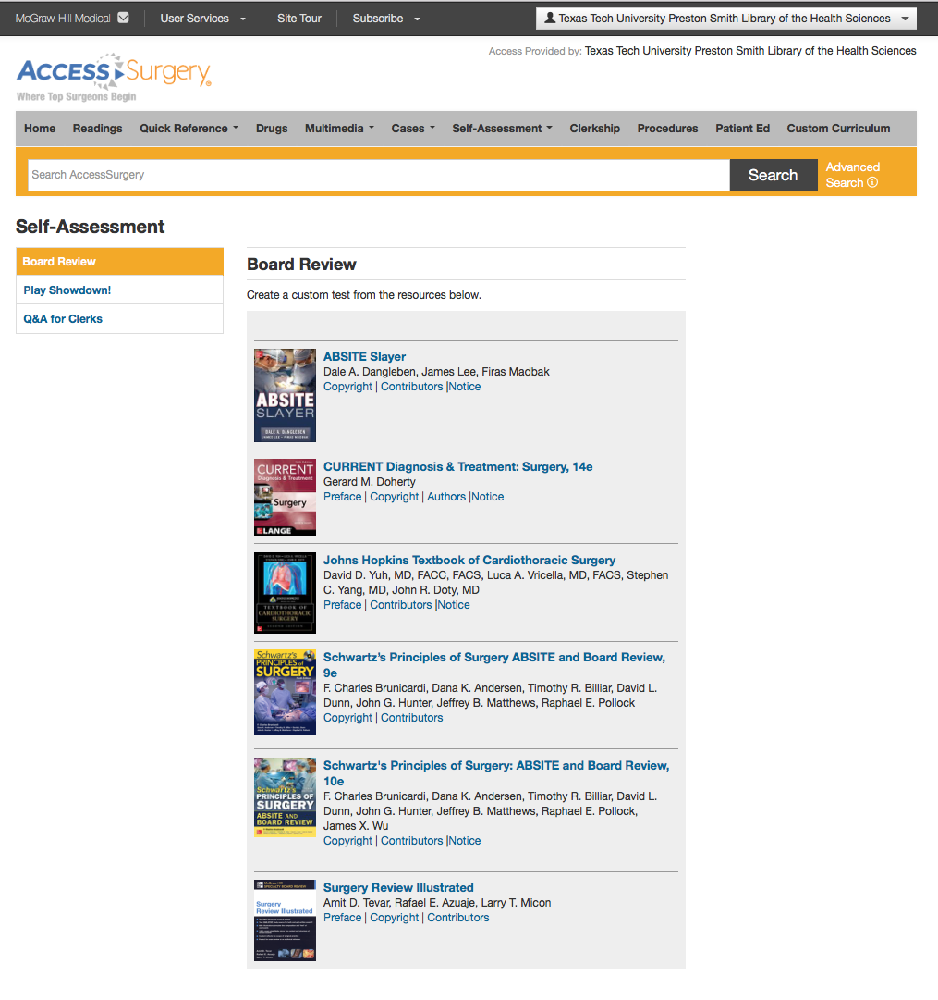 McGraw-Hill Medical User Services Site Tour Subscribe Texas Tech University Preston Smith Library of the Health Sciences
Access Provided by: Texas Tech University Preston Smith Library of the Health Sciences
ACCESS Surgery®
Where Top Surgeons Begin
Home Readings Quick Reference Drugs Multimedia Cases Self-Assessment Clerkship Procedures Patient Ed Custom Curriculum
Search AccessSurgery Search Advanced
Search
Self-Assessment
Board Review
Play Showdown!
Q&A for Clerks
Board Review
Create a custom test from the resources below.
ABSITE
SLAYER
DALE A. DANGLEBEN
JAMES LEE · FIRAS MADBAK
ABSITE Slayer
Dale A. Dangleben, James Lee, Firas Madbak
Copyright | Contributors |Notice
CURRENT
Diagnosis & Treatment
Surgery
LANGE
CURRENT Diagnosis & Treatment: Surgery, 14e
Gerard M. Doherty
Preface | Copyright | Authors |Notice
TEXTBOOK OF
CARDIOTHORACIC
SURGERY
SECOND EDITION
Johns Hopkins Textbook of Cardiothoracic Surgery
David D. Yuh, MD, FACC, FACS, Luca A. Vricella, MD, FACS, Stephen
C. Yang, MD, John R. Doty, MD
Preface | Contributors |Notice
Schwartz's
PRINCIPLES of
SURGERY
Schwartz’s Principles of Surgery ABSITE and Board Review,
9e
F. Charles Brunicardi, Dana K. Andersen, Timothy R. Billiar, David L.
Dunn, John G. Hunter, Jeffrey B. Matthews, Raphael E. Pollock
Copyright | Contributors
Schwartz's
PRINCIPLES OF
SURGERY
ABSITE AND
BOARD REVIEW
Schwartz's Principles of Surgery: ABSITE and Board Review,
10e
F. Charles Brunicardi, Dana K. Andersen, Timothy R. Billiar, David L.
Dunn, John G. Hunter, Jeffrey B. Matthews, Raphael E. Pollock,
James X. Wu
Copyright | Contributors |Notice
McGraw-Hill
SPECIALTY BOARD REVIEW
Surgery
Review Illustrated
Surgery Review Illustrated
Amit D. Tevar, Rafael E. Azuaje, Larry T. Micon
Preface | Copyright | Contributors